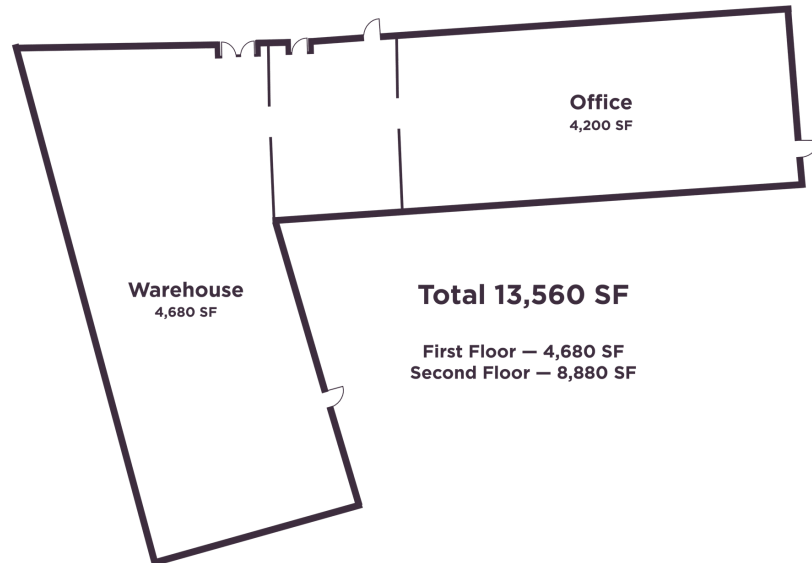 Office
4,200 SF
Warehouse
4,680 SF
Total 13,560 SF
First Floor — 4,680 SF
Second Floor — 8,880 SF